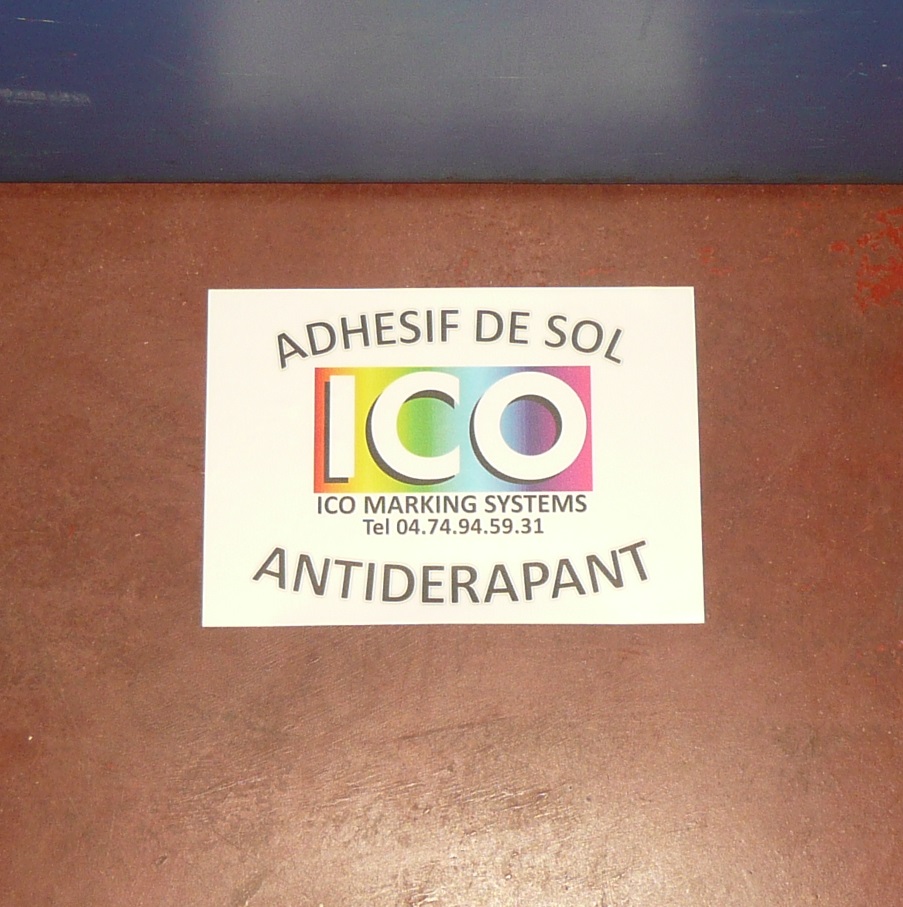 ADHESIF DE SOL
ICO
ICO MARKING SYSTEMS
Tel 04.74.94.59.31
ANTIDERAPANT